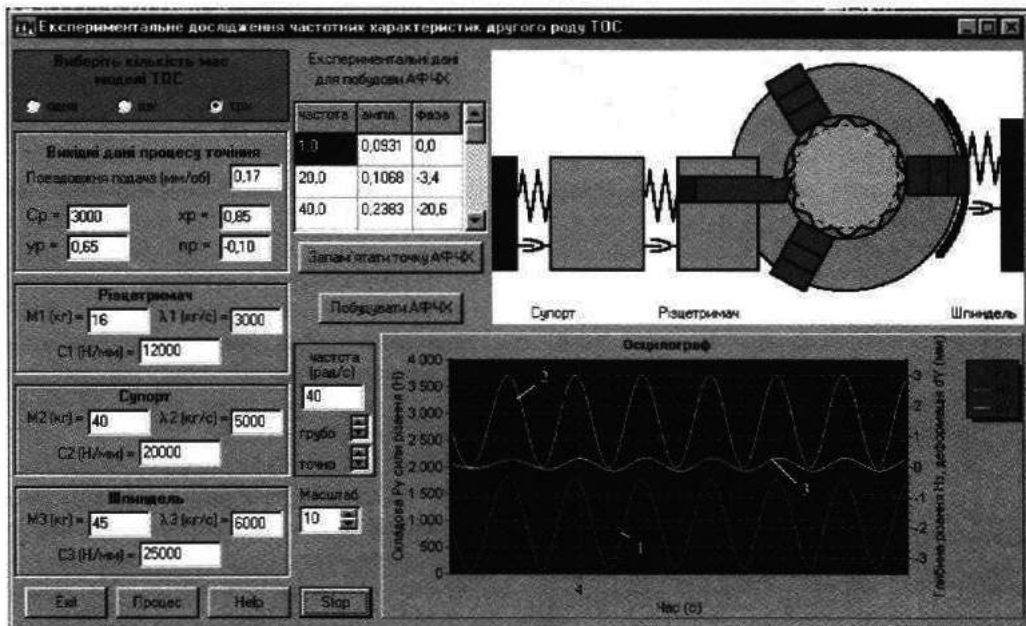 Експериментальне дослідження частотних характеристик другого роду ТОС
Виберіть кількість мас
моделі ТОС
одна две три
Вихідні дані процесу точіння
Повздовжня подача (мм/об) 0,17
Cp = 3000 xp = 0,85
yp = 0,65 np = -0,10
Різцетримач
M1 (кг) = 16 λ1 (кг/с) = 3000
C1 (Н/мм) = 12000
Супорт
M2 (кг) = 40 λ2 (кг/с) = 5000
C2 (Н/мм) = 20000
Шпиндель
M3 (кг) = 45 λ3 (кг/с) = 6000
C3 (Н/мм) = 25000
Exit Процес Help Stop
Експериментальні дані
для побудови АФЧХ
частота ампл. фаза
1,0 0,0931 0,0
20,0 0,1068 -3,4
40,0 0,2383 -20,6
Запам'ятати точку АФЧХ
Побудувати АФЧХ
частота
(рад/с)
40
грубо
точно
Масштаб
10
Супорт Різцетримач Шпиндель
Осцилограф
Складова Py сили різання (Н)
4 000
3 500
3 000
2 500
2 000
1 500
1 000
500
0
2
3
1
4
Час (с)
3
2
1
0
-1
-2
-3
Глибина різання Hз, деформація dY (мм)